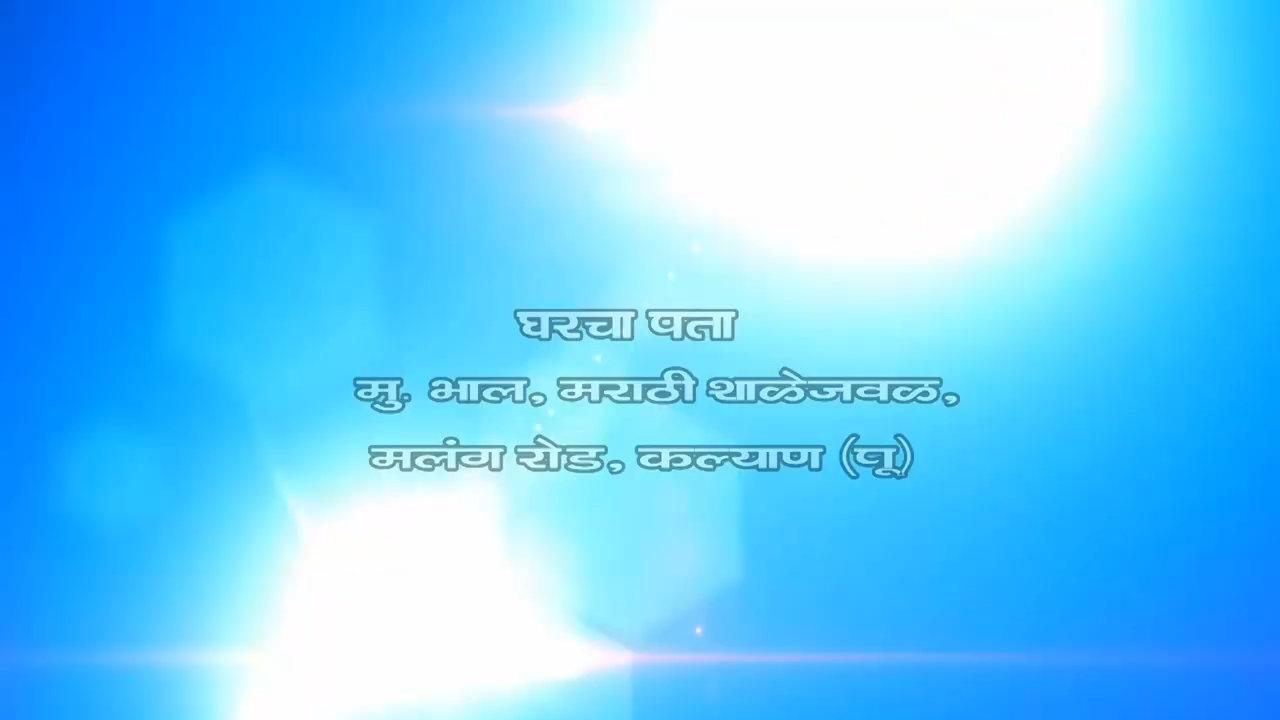 घरचा पता
मु. भाल, मराठी शाळेजवळ,
मलंग रोड, कल्याण (पू)